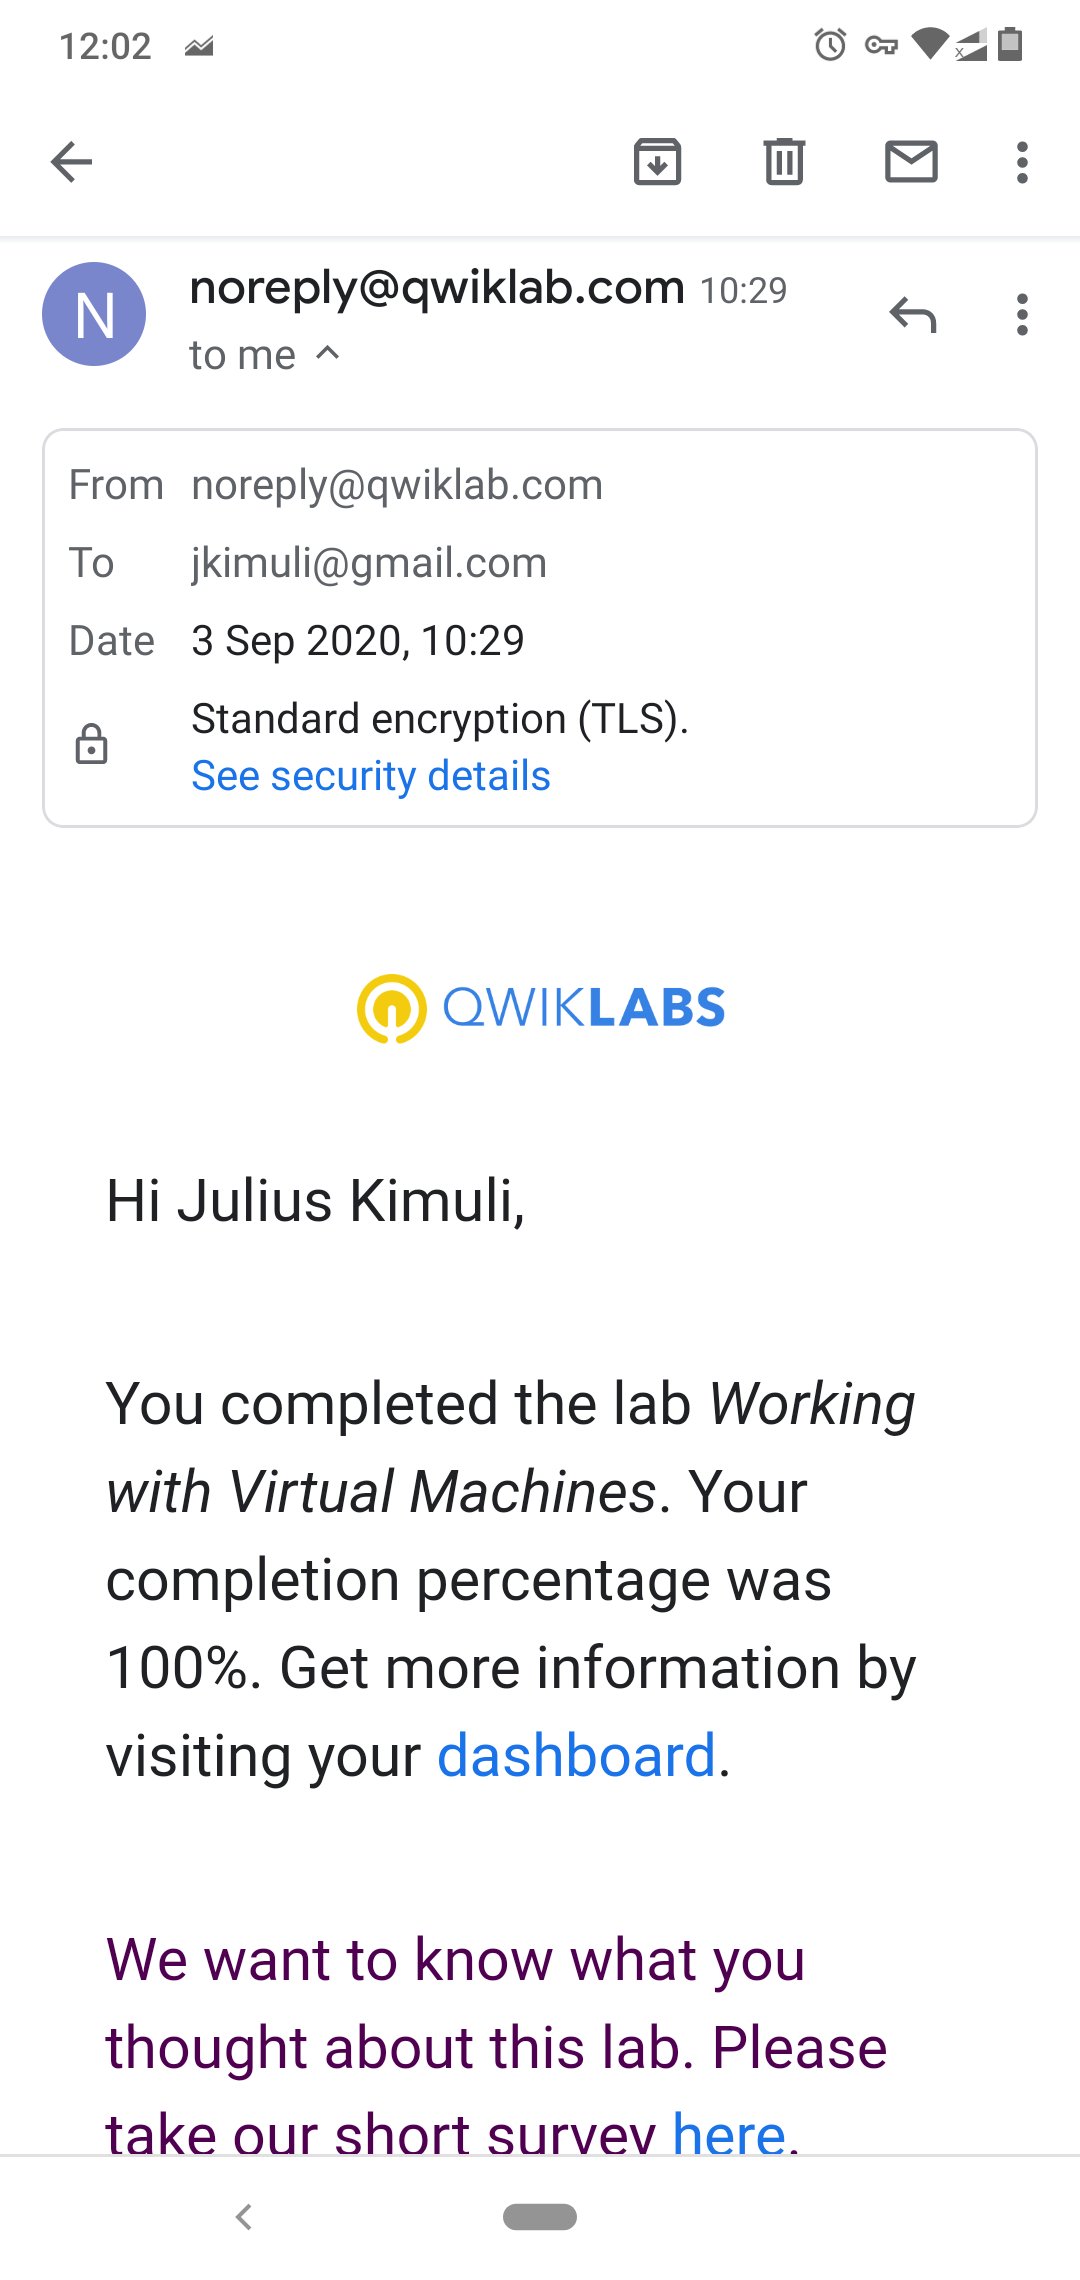 12:02
noreply@qwiklab.com 10:29
N
to me
From noreply@qwiklab.com
To jkimuli@gmail.com
Date 3 Sep 2020, 10:29
Standard encryption (TLS).
See security details
QWIKLABS
Hi Julius Kimuli,
You completed the lab Working
with Virtual Machines. Your
completion percentage was
100%. Get more information by
visiting your dashboard.
We want to know what you
thought about this lab. Please
take our short survey here.